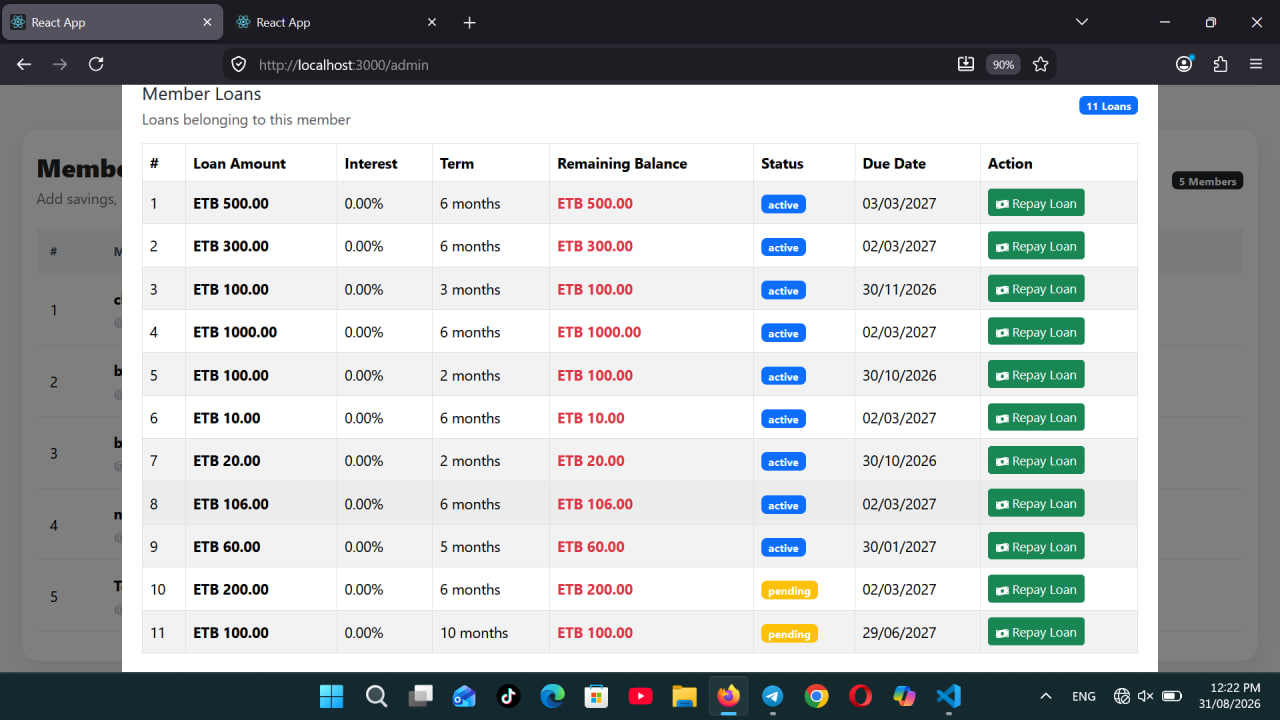 React App
React App
http://localhost:3000/admin
90%
Member Loans
Loans belonging to this member
11 Loans
# Loan Amount Interest Term Remaining Balance Status Due Date Action
1 ETB 500.00 0.00% 6 months ETB 500.00 active 03/03/2027 Repay Loan
2 ETB 300.00 0.00% 6 months ETB 300.00 active 02/03/2027 Repay Loan
3 ETB 100.00 0.00% 3 months ETB 100.00 active 30/11/2026 Repay Loan
4 ETB 1000.00 0.00% 6 months ETB 1000.00 active 02/03/2027 Repay Loan
5 ETB 100.00 0.00% 2 months ETB 100.00 active 30/10/2026 Repay Loan
6 ETB 10.00 0.00% 6 months ETB 10.00 active 02/03/2027 Repay Loan
7 ETB 20.00 0.00% 2 months ETB 20.00 active 30/10/2026 Repay Loan
8 ETB 106.00 0.00% 6 months ETB 106.00 active 02/03/2027 Repay Loan
9 ETB 60.00 0.00% 5 months ETB 60.00 active 30/01/2027 Repay Loan
10 ETB 200.00 0.00% 6 months ETB 200.00 pending 02/03/2027 Repay Loan
11 ETB 100.00 0.00% 10 months ETB 100.00 pending 29/06/2027 Repay Loan
Add savings,
5 Members
#
1
2
3
4
5
ENG
12:22 PM
31/08/2026